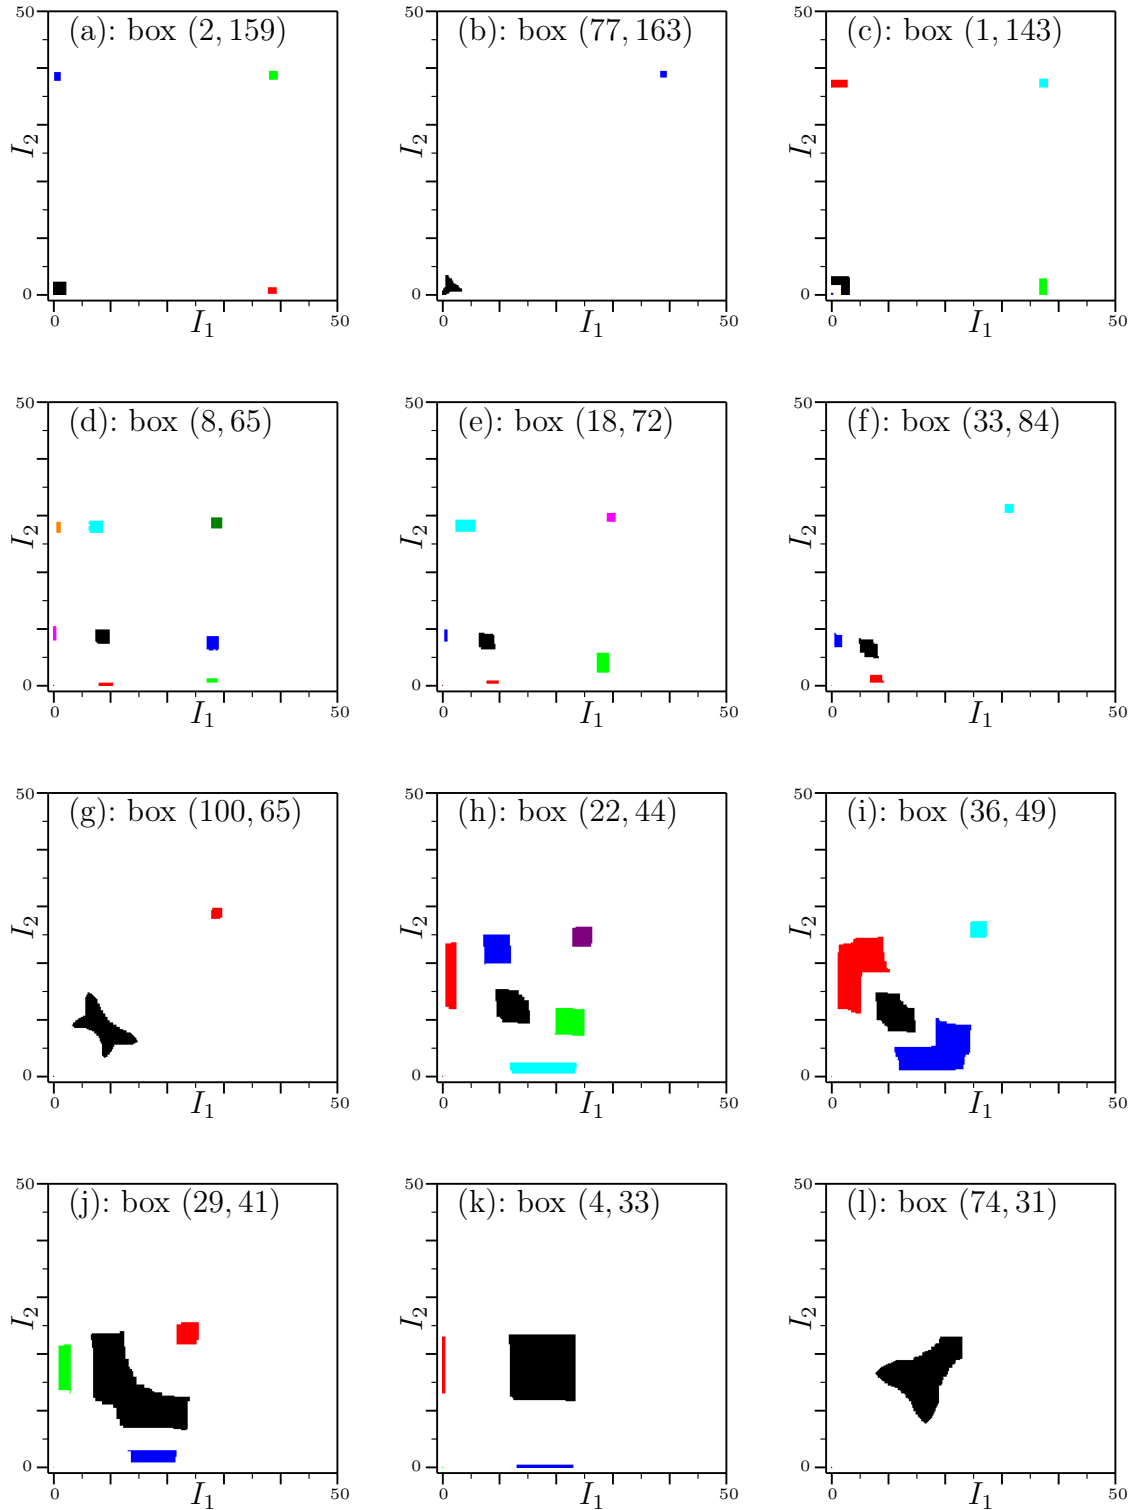 50 (a): box (2, 159) 50 (b): box (77, 163) 50 (c): box (1, 143)
I2 I2 I2
0 0 0
0 I1 50 0 I1 50 0 I1 50
50 (d): box (8, 65) 50 (e): box (18, 72) 50 (f): box (33, 84)
I2 I2 I2
0 0 0
0 I1 50 0 I1 50 0 I1 50
50 (g): box (100, 65) 50 (h): box (22, 44) 50 (i): box (36, 49)
I2 I2 I2
0 0 0
0 I1 50 0 I1 50 0 I1 50
50 (j): box (29, 41) 50 (k): box (4, 33) 50 (l): box (74, 31)
I2 I2 I2
0 0 0
0 I1 50 0 I1 50 0 I1 50